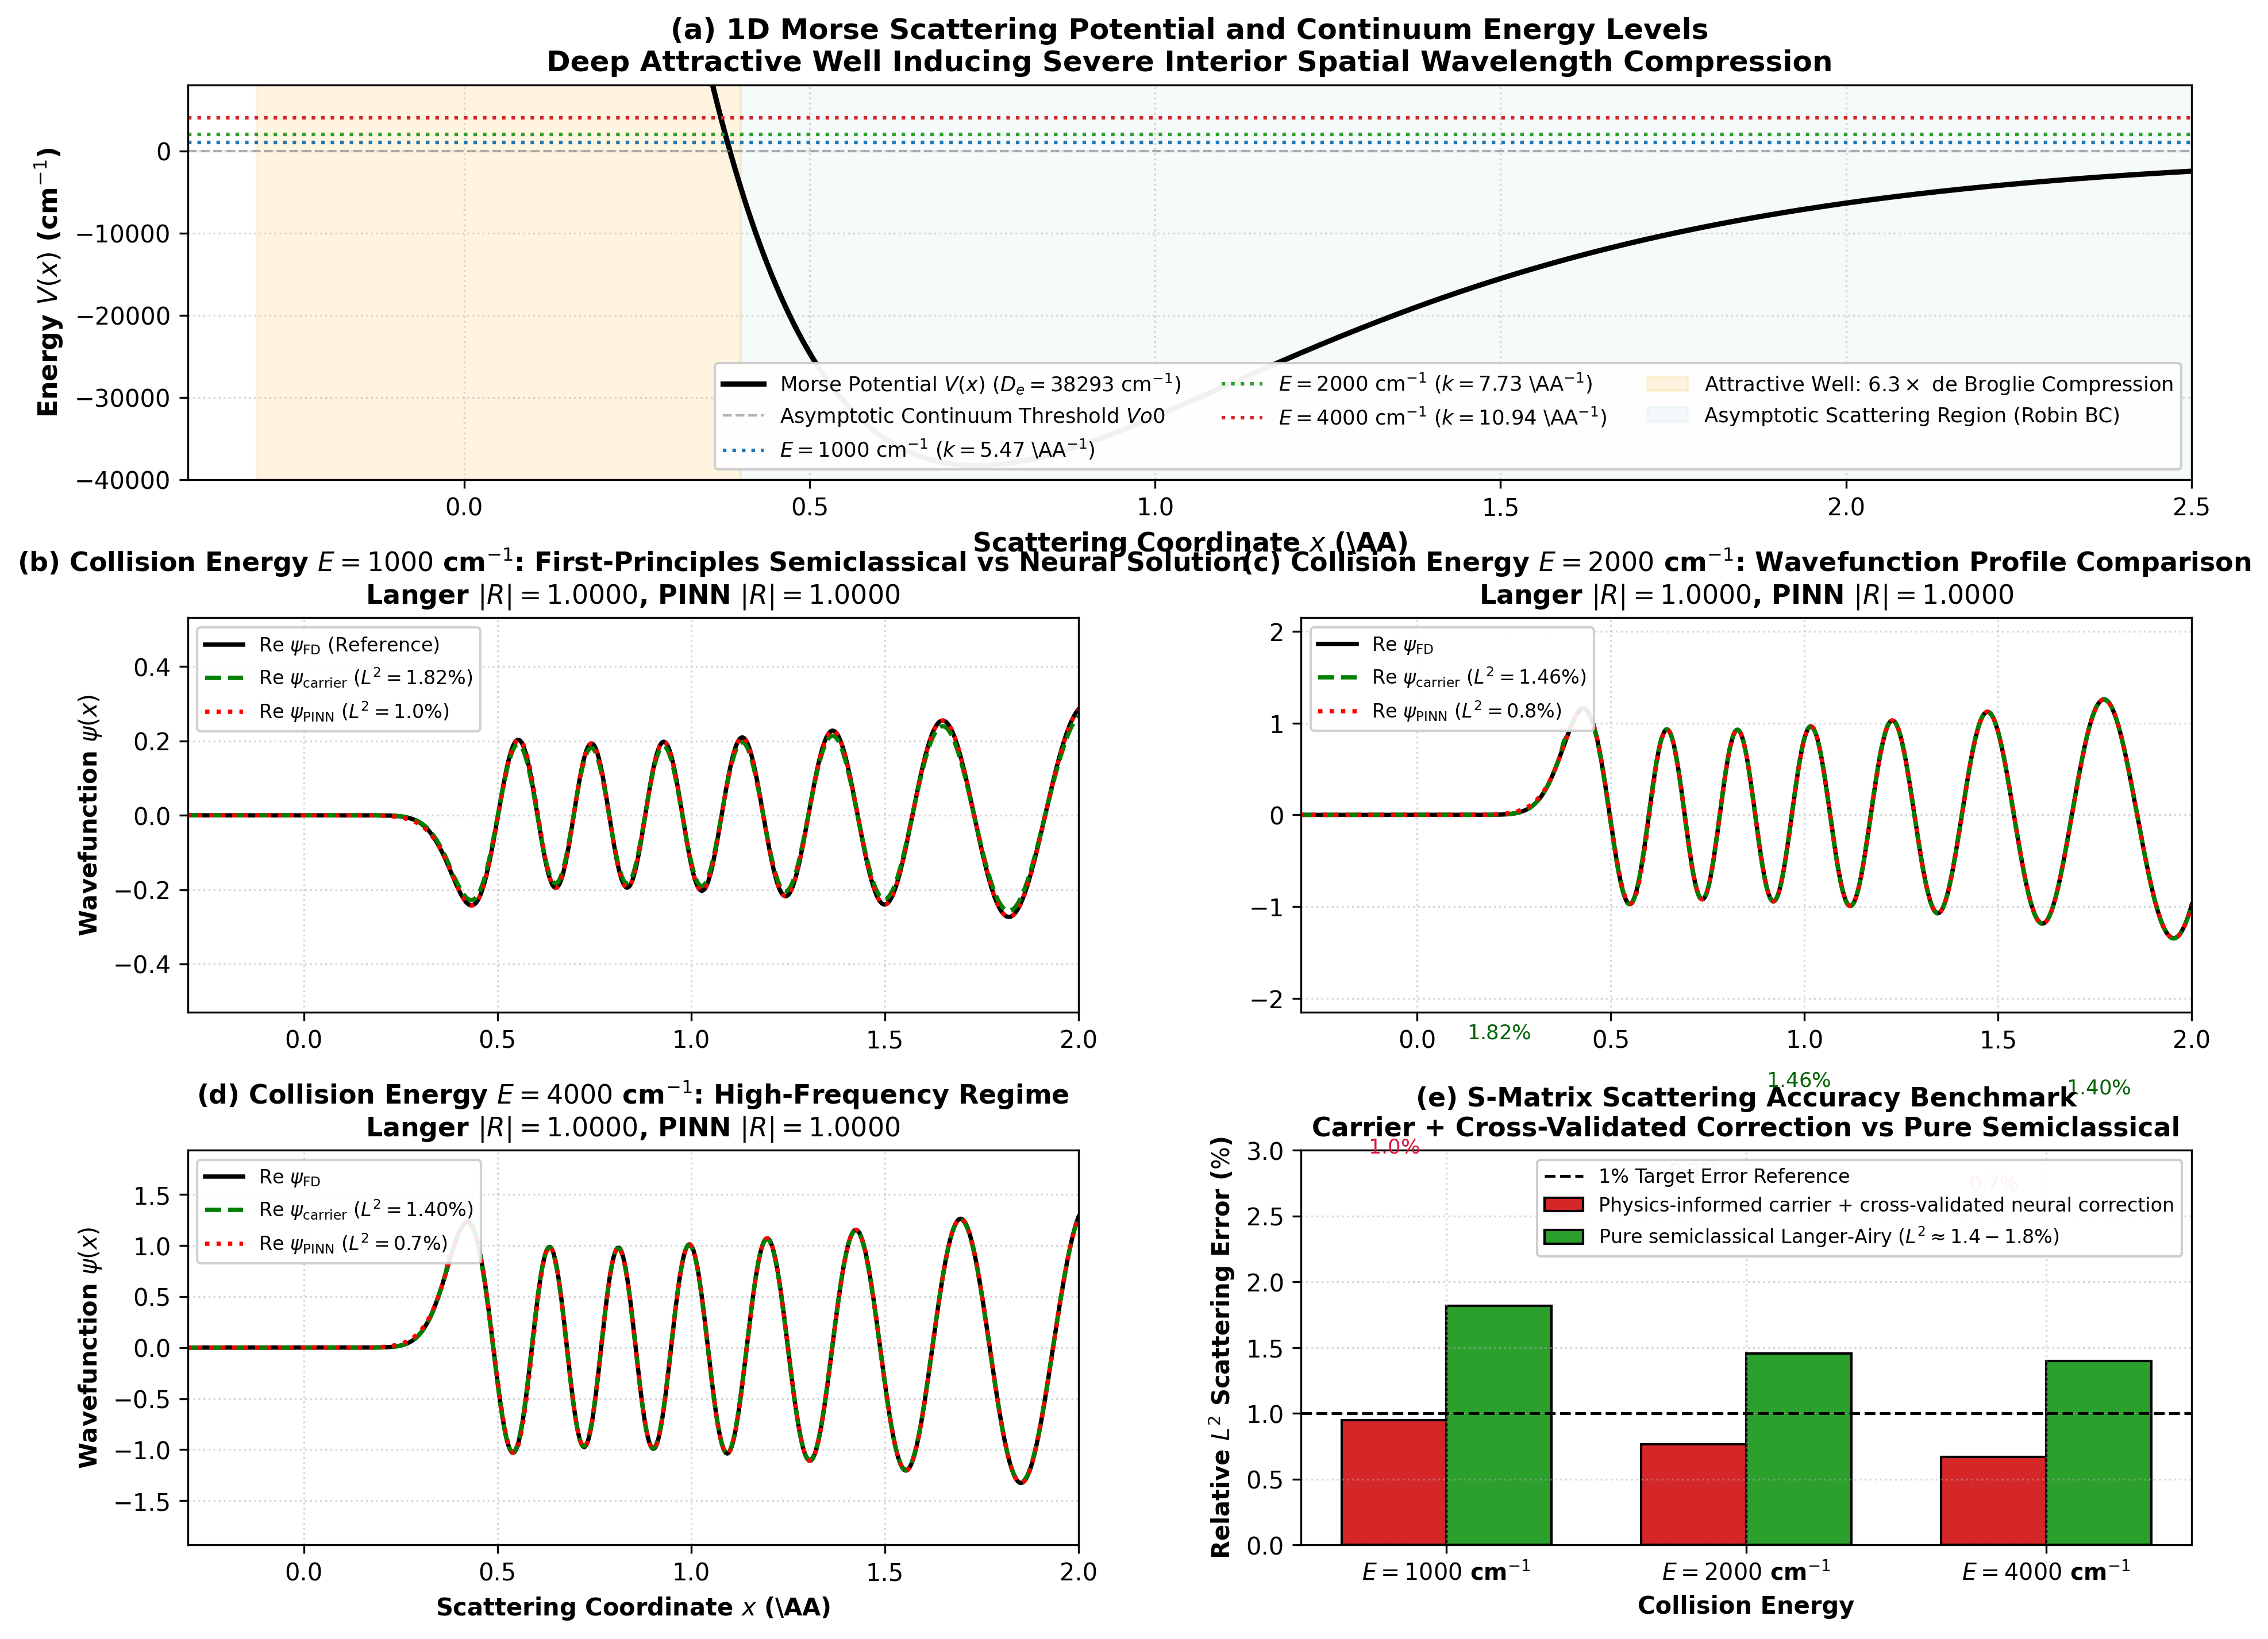 (a) 1D Morse Scattering Potential and Continuum Energy Levels
Deep Attractive Well Inducing Severe Interior Spatial Wavelength Compression
Energy V(x) (cm⁻¹)
0
−10000
−20000
−30000
−40000
Morse Potential V(x) (Dₑ = 38293 cm⁻¹)
Asymptotic Continuum Threshold Vo0
E = 1000 cm⁻¹ (k = 5.47 \AA⁻¹)
E = 2000 cm⁻¹ (k = 7.73 \AA⁻¹)
E = 4000 cm⁻¹ (k = 10.94 \AA⁻¹)
Attractive Well: 6.3× de Broglie Compression
Asymptotic Scattering Region (Robin BC)
0.0 0.5 1.0 1.5 2.0 2.5
Scattering Coordinate x (\AA)
(b) Collision Energy E = 1000 cm⁻¹: First-Principles Semiclassical vs Neural Solution
Langer |R| = 1.0000, PINN |R| = 1.0000
Wavefunction ψ(x)
0.4
0.2
0.0
−0.2
−0.4
Re ψFD (Reference)
Re ψcarrier (L² = 1.82%)
Re ψPINN (L² = 1.0%)
0.0 0.5 1.0 1.5 2.0
(c) Collision Energy E = 2000 cm⁻¹: Wavefunction Profile Comparison
Langer |R| = 1.0000, PINN |R| = 1.0000
2
1
0
−1
−2
Re ψFD
Re ψcarrier (L² = 1.46%)
Re ψPINN (L² = 0.8%)
0.0 0.5 1.0 1.5 2.0
(d) Collision Energy E = 4000 cm⁻¹: High-Frequency Regime
Langer |R| = 1.0000, PINN |R| = 1.0000
Wavefunction ψ(x)
1.5
1.0
0.5
0.0
−0.5
−1.0
−1.5
Re ψFD
Re ψcarrier (L² = 1.40%)
Re ψPINN (L² = 0.7%)
0.0 0.5 1.0 1.5 2.0
Scattering Coordinate x (\AA)
1.82%
1.46%
1.40%
(e) S-Matrix Scattering Accuracy Benchmark
Carrier + Cross-Validated Correction vs Pure Semiclassical
1.0%
0.7%
Relative L² Scattering Error (%)
3.0
2.5
2.0
1.5
1.0
0.5
0.0
1% Target Error Reference
Physics-informed carrier + cross-validated neural correction
Pure semiclassical Langer-Airy (L² ≈ 1.4 − 1.8%)
E = 1000 cm⁻¹ E = 2000 cm⁻¹ E = 4000 cm⁻¹
Collision Energy